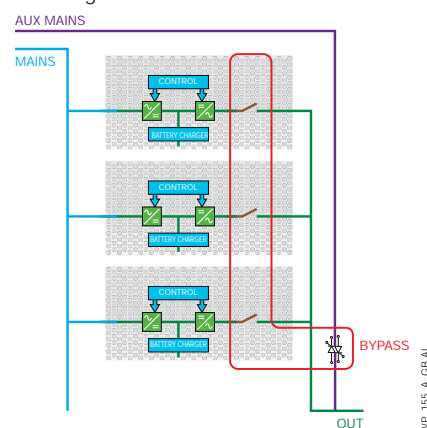 AUX MAINS
MAINS
CONTROL
BATTERY CHARGER
CONTROL
BATTERY CHARGER
CONTROL
BATTERY CHARGER
BYPASS
OUT